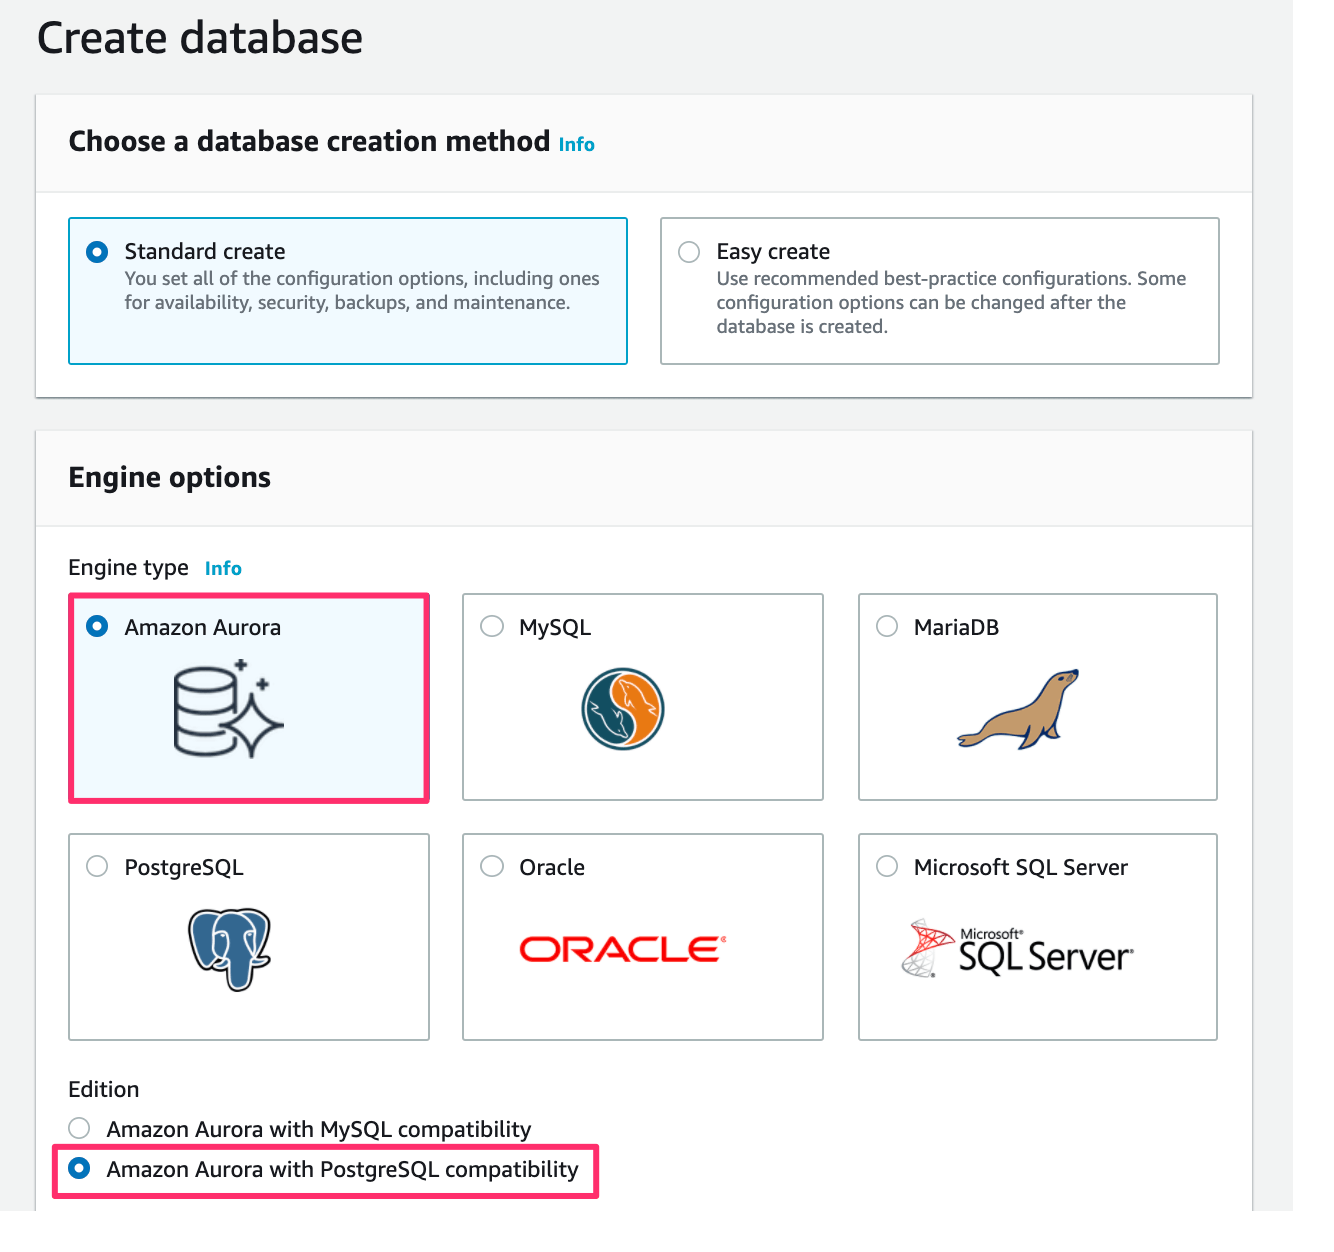 Create database
Choose a database creation method Info
Standard create
You set all of the configuration options, including ones
for availability, security, backups, and maintenance.
Easy create
Use recommended best-practice configurations. Some
configuration options can be changed after the
database is created.
Engine options
Engine type Info
Amazon Aurora
MySQL
MariaDB
PostgreSQL
Oracle
ORACLE®
Microsoft SQL Server
Microsoft®
SQL Server®
Edition
Amazon Aurora with MySQL compatibility
Amazon Aurora with PostgreSQL compatibility